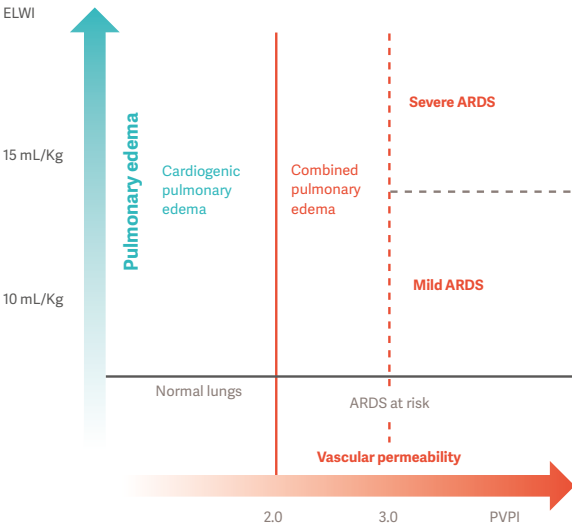 ELWI
Severe ARDS
Pulmonary edema
15 mL/Kg
Cardiogenic
pulmonary
edema
Combined
pulmonary
edema
Mild ARDS
10 mL/Kg
Normal lungs
ARDS at risk
Vascular permeability
2.0
3.0
PVPI